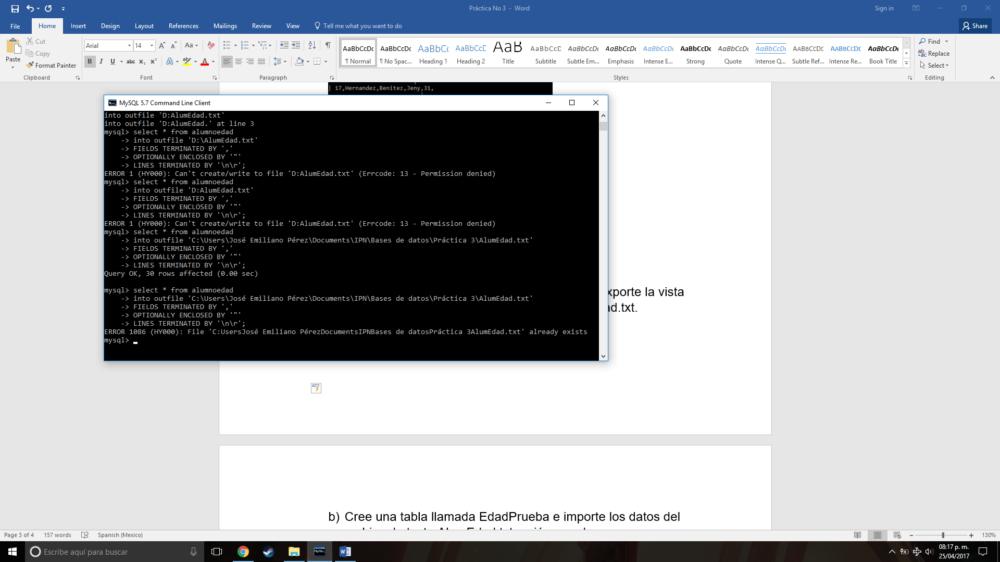 Práctica No 3 - Word
Sign in
File
Home
Insert
Design
Layout
References
Mailings
Review
View
Tell me what you want to do
Share
Paste
Cut
Copy
Format Painter
Clipboard
Arial
14
Font
Paragraph
AaBbCcDc AaBbCcDc AaBbCc AaBbCcD AaB AaBbCcD AaBbCcDc AaBbCcDc AaBbCcDc AaBbCcDc AaBbCcDc AaBbCcDc AABBCCDE AABBCCDE AaBbCcDc
¶ Normal ¶ No Spac... Heading 1 Heading 2 Title Subtitle Subtle Em... Emphasis Intense E... Strong Quote Intense Q... Subtle Ref... Intense Re... Book Title
Styles
Find
Replace
Select
Editing
| 17,Hernandez,Benitez,Jeny,31,
MySQL 5.7 Command Line Client
into outfile 'D:AlumEdad.txt'
into outfile 'D:AlumEdad.' at line 3
mysql> select * from alumnoedad
-> into outfile 'D:\AlumEdad.txt'
-> FIELDS TERMINATED BY ','
-> OPTIONALLY ENCLOSED BY '"'
-> LINES TERMINATED BY '\n\r';
ERROR 1 (HY000): Can't create/write to file 'D:AlumEdad.txt' (Errcode: 13 - Permission denied)
mysql> select * from alumnoedad
-> into outfile 'D:AlumEdad.txt'
-> FIELDS TERMINATED BY ','
-> OPTIONALLY ENCLOSED BY '"'
-> LINES TERMINATED BY '\n\r';
ERROR 1 (HY000): Can't create/write to file 'D:AlumEdad.txt' (Errcode: 13 - Permission denied)
mysql> select * from alumnoedad
-> into outfile 'C:\Users\José Emiliano Pérez\Documents\IPN\Bases de datos\Práctica 3\AlumEdad.txt'
-> FIELDS TERMINATED BY ','
-> OPTIONALLY ENCLOSED BY '"'
-> LINES TERMINATED BY '\n\r';
Query OK, 30 rows affected (0.00 sec)
mysql> select * from alumnoedad
-> into outfile 'C:\Users\José Emiliano Pérez\Documents\IPN\Bases de datos\Práctica 3\AlumEdad.txt'
-> FIELDS TERMINATED BY ','
-> OPTIONALLY ENCLOSED BY '"'
-> LINES TERMINATED BY '\n\r';
ERROR 1086 (HY000): File 'C:UsersJosé Emiliano PérezDocumentsIPNBases de datosPráctica 3AlumEdad.txt' already exists
mysql>
xporte la vista
ad.txt.
b) Cree una tabla llamada EdadPrueba e importe los datos del
Page 3 of 4
157 words
Spanish (Mexico)
130%
Escribe aquí para buscar
08:17 p. m.
25/04/2017